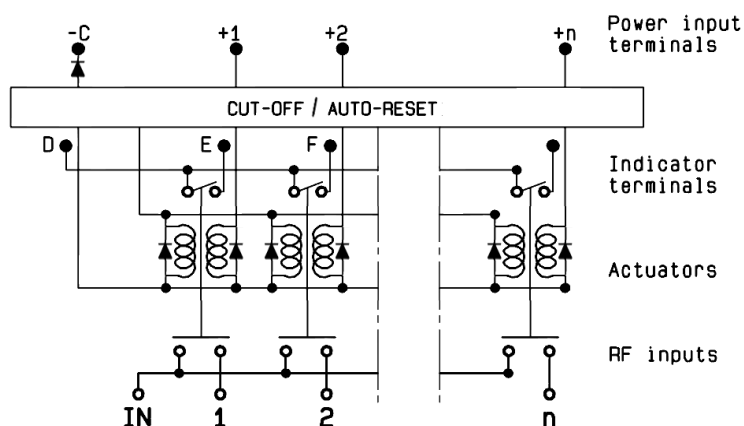 -C +1 +2 +n Power input
terminals
CUT-OFF / AUTO-RESET
D E F
Indicator
terminals
Actuators
RF inputs
IN 1 2 n